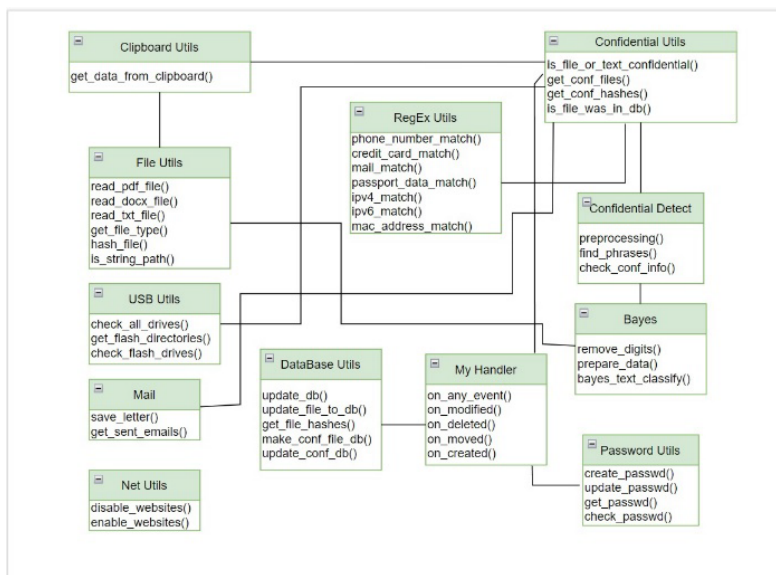 Clipboard Utils
get_data_from_clipboard()
Confidential Utils
is_file_or_text_confidential()
get_conf_files()
get_conf_hashes()
is_file_was_in_db()
RegEx Utils
phone_number_match()
credit_card_match()
mail_match()
passport_data_match()
ipv4_match()
ipv6_match()
mac_address_match()
File Utils
read_pdf_file()
read_docx_file()
read_txt_file()
get_file_type()
hash_file()
is_string_path()
Confidential Detect
preprocessing()
find_phrases()
check_conf_info()
USB Utils
check_all_drives()
get_flash_directories()
check_flash_drives()
Bayes
remove_digits()
prepare_data()
bayes_text_classify()
DataBase Utils
update_db()
update_file_to_db()
get_file_hashes()
make_conf_file_db()
update_conf_db()
My Handler
on_any_event()
on_modified()
on_deleted()
on_moved()
on_created()
Mail
save_letter()
get_sent_emails()
Password Utils
create_passwd()
update_passwd()
get_passwd()
check_passwd()
Net Utils
disable_websites()
enable_websites()